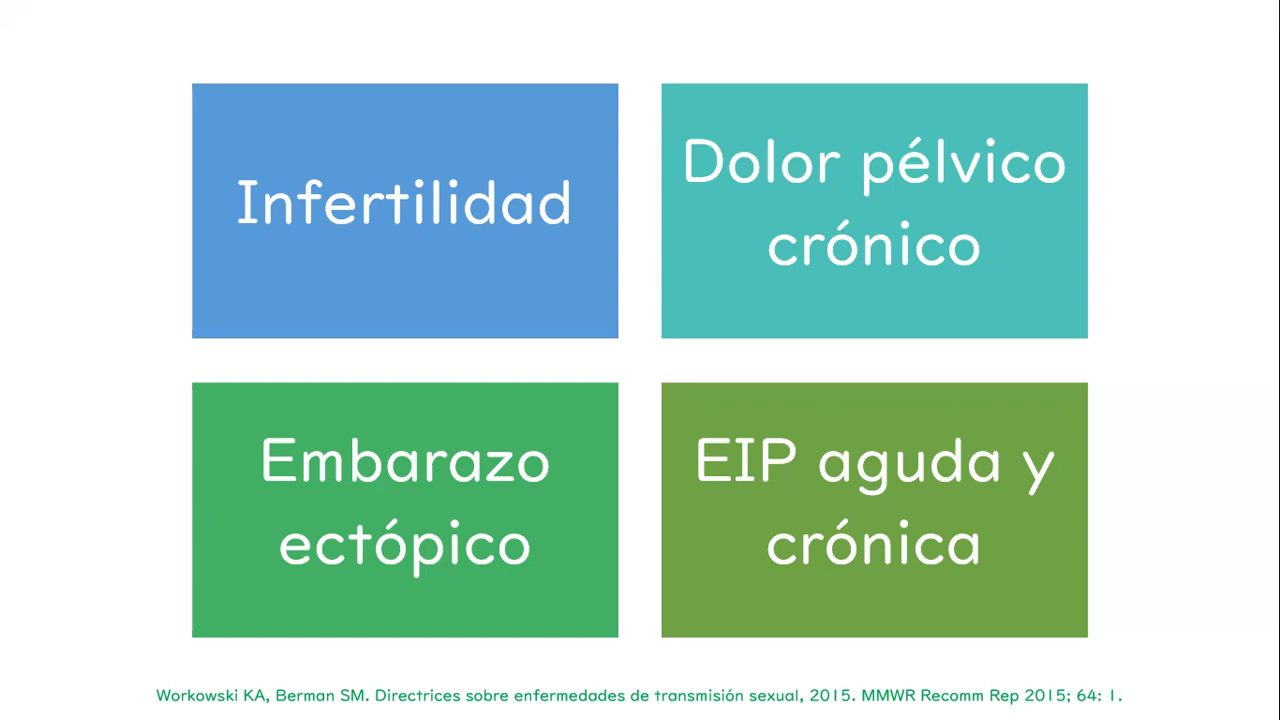 Infertilidad
Dolor pélvico
crónico
Embarazo
ectópico
EIP aguda y
crónica
Workowski KA, Berman SM. Directrices sobre enfermedades de transmisión sexual, 2015. MMWR Recomm Rep 2015; 64: 1.